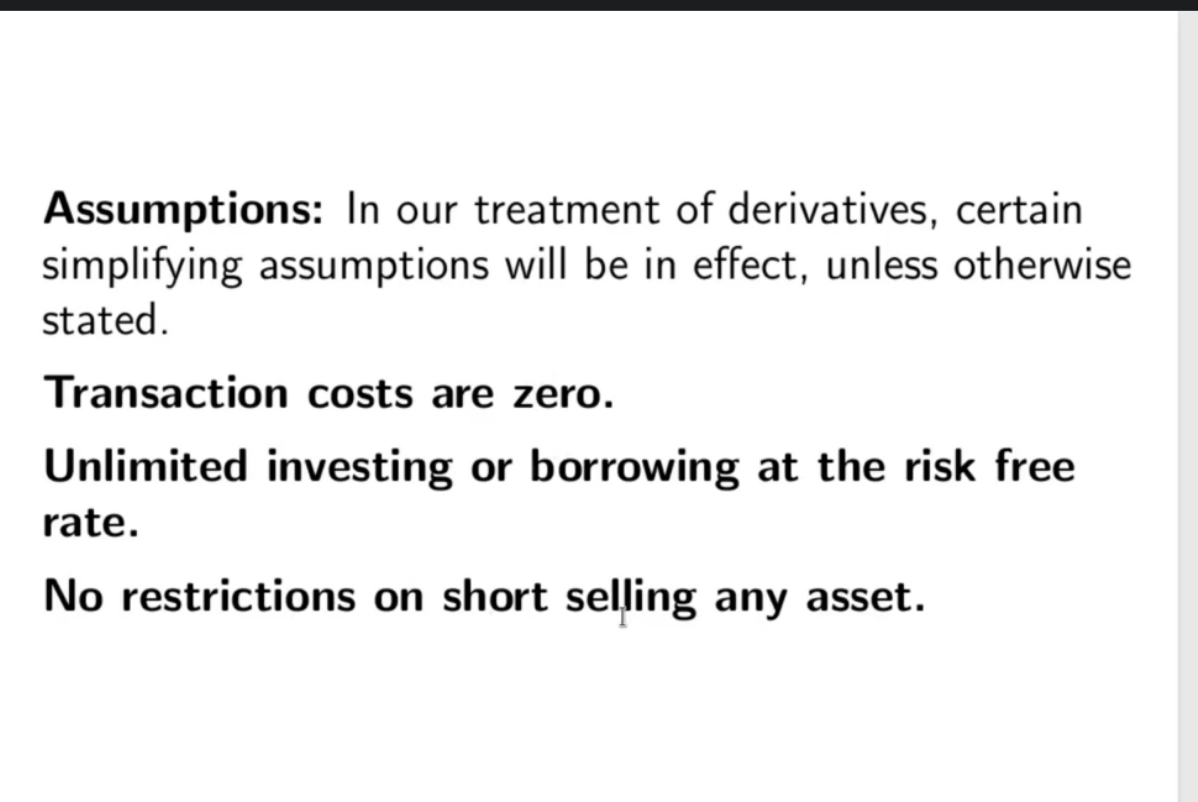 Assumptions: In our treatment of derivatives, certain
simplifying assumptions will be in effect, unless otherwise
stated.
Transaction costs are zero.
Unlimited investing or borrowing at the risk free
rate.
No restrictions on short selling any asset.